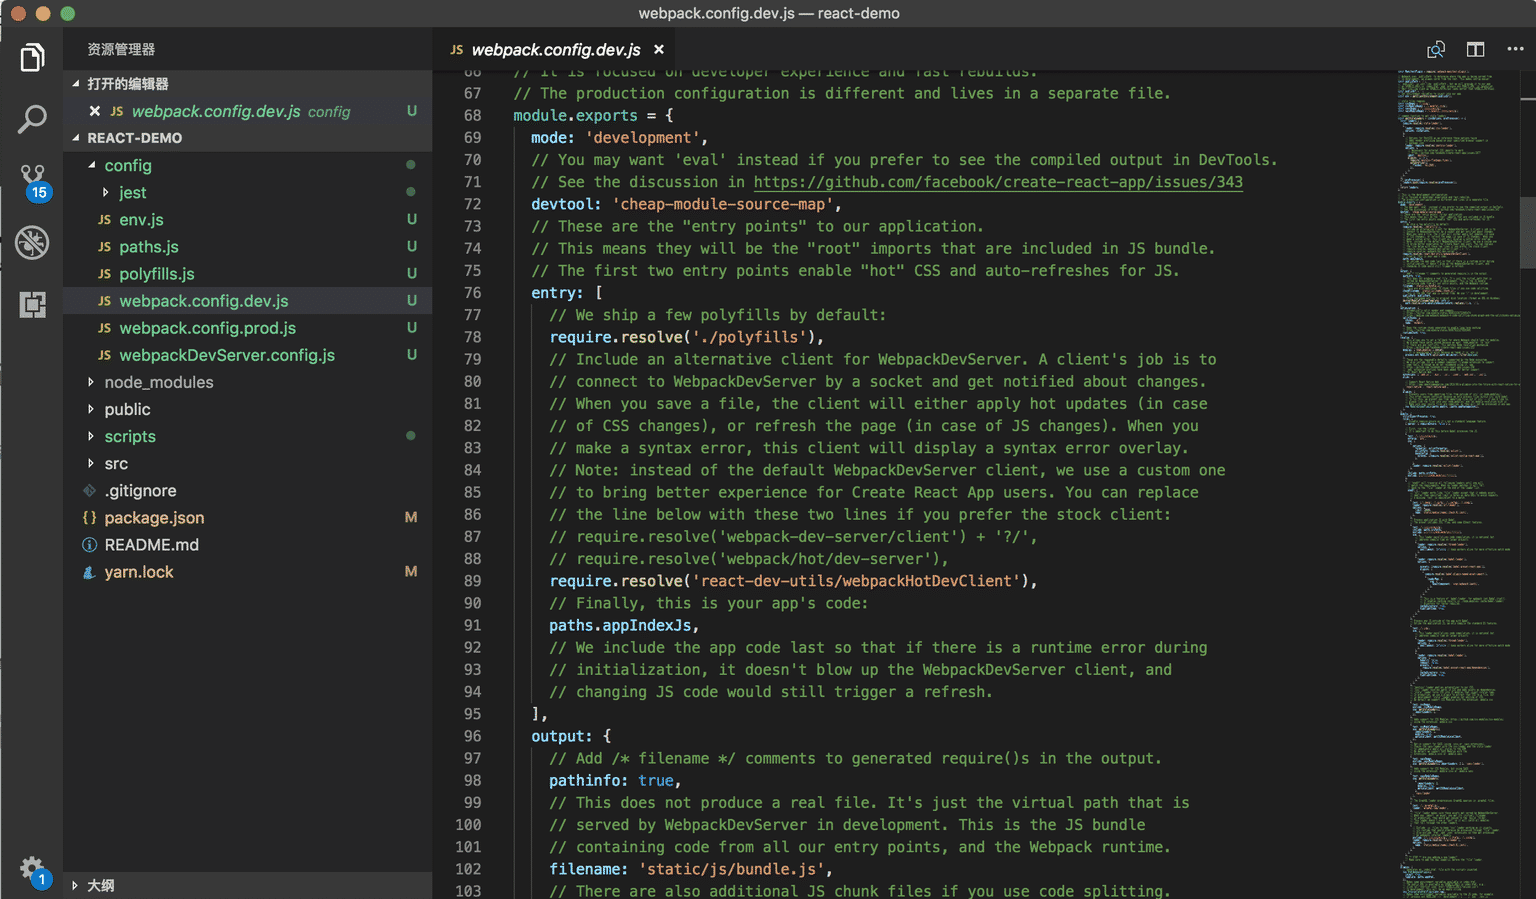 webpack.config.dev.js — react-demo
资源管理器
打开的编辑器
JS webpack.config.dev.js config U
REACT-DEMO
config
jest
JS env.js U
JS paths.js U
JS polyfills.js U
JS webpack.config.dev.js U
JS webpack.config.prod.js U
JS webpackDevServer.config.js U
node_modules
public
scripts
src
.gitignore
{} package.json M
README.md
yarn.lock M
大纲
15
1
JS webpack.config.dev.js ×
66 // It is focused on developer experience and fast rebuilds.
67 // The production configuration is different and lives in a separate file.
68 module.exports = {
69 mode: 'development',
70 // You may want 'eval' instead if you prefer to see the compiled output in DevTools.
71 // See the discussion in https://github.com/facebook/create-react-app/issues/343
72 devtool: 'cheap-module-source-map',
73 // These are the "entry points" to our application.
74 // This means they will be the "root" imports that are included in JS bundle.
75 // The first two entry points enable "hot" CSS and auto-refreshes for JS.
76 entry: [
77 // We ship a few polyfills by default:
78 require.resolve('./polyfills'),
79 // Include an alternative client for WebpackDevServer. A client's job is to
80 // connect to WebpackDevServer by a socket and get notified about changes.
81 // When you save a file, the client will either apply hot updates (in case
82 // of CSS changes), or refresh the page (in case of JS changes). When you
83 // make a syntax error, this client will display a syntax error overlay.
84 // Note: instead of the default WebpackDevServer client, we use a custom one
85 // to bring better experience for Create React App users. You can replace
86 // the line below with these two lines if you prefer the stock client:
87 // require.resolve('webpack-dev-server/client') + '?/',
88 // require.resolve('webpack/hot/dev-server'),
89 require.resolve('react-dev-utils/webpackHotDevClient'),
90 // Finally, this is your app's code:
91 paths.appIndexJs,
92 // We include the app code last so that if there is a runtime error during
93 // initialization, it doesn't blow up the WebpackDevServer client, and
94 // changing JS code would still trigger a refresh.
95 ],
96 output: {
97 // Add /* filename */ comments to generated require()s in the output.
98 pathinfo: true,
99 // This does not produce a real file. It's just the virtual path that is
100 // served by WebpackDevServer in development. This is the JS bundle
101 // containing code from all our entry points, and the Webpack runtime.
102 filename: 'static/js/bundle.js',
103 // There are also additional JS chunk files if you use code splitting.